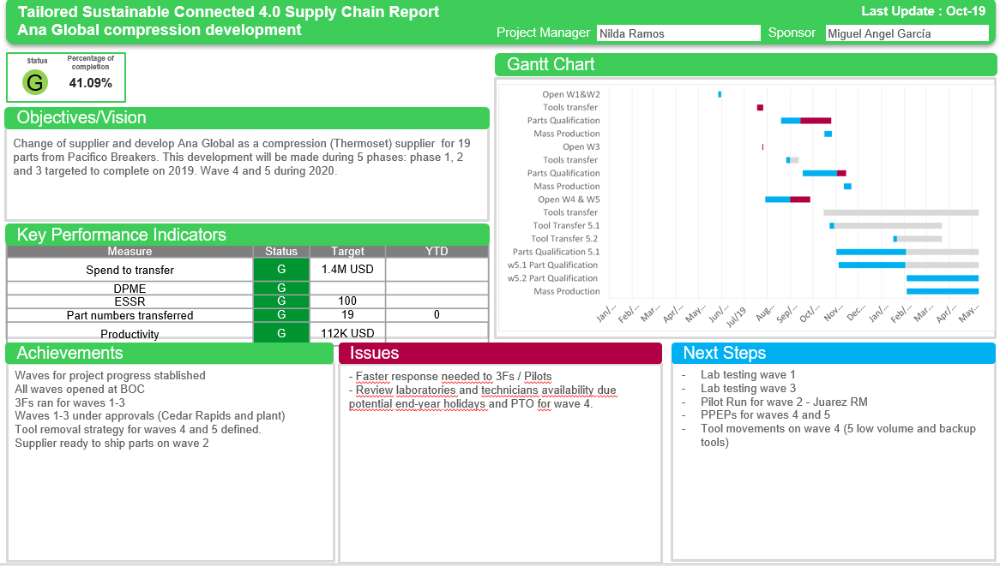 Tailored Sustainable Connected 4.0 Supply Chain Report
Ana Global compression development
Last Update : Oct-19
Project Manager Nilda Ramos Sponsor Miguel Angel García
Status
Percentage of
completion
G
41.09%
Objectives/Vision
Change of supplier and develop Ana Global as a compression (Thermoset) supplier for 19
parts from Pacifico Breakers. This development will be made during 5 phases: phase 1, 2
and 3 targeted to complete on 2019. Wave 4 and 5 during 2020.
Key Performance Indicators
Measure Status Target YTD
Spend to transfer G 1.4M USD
DPME G
ESSR G 100
Part numbers transferred G 19 0
Productivity G 112K USD
Gantt Chart
Open W1&W2
Tools transfer
Parts Qualification
Mass Production
Open W3
Tools transfer
Parts Qualification
Mass Production
Open W4 & W5
Tools transfer
Tool Transfer 5.1
Tool Transfer 5.2
Parts Qualification 5.1
w5.1 Part Qualification
w5.2 Part Qualification
Mass Production
Jan/... Feb/... Mar... Apr/... May... Jun/... Jul/19 Aug... Sep/... Oct/... Nov... Dec... Jan/... Feb/... Mar... Apr/... May...
Achievements
Waves for project progress stablished
All waves opened at BOC
3Fs ran for waves 1-3
Waves 1-3 under approvals (Cedar Rapids and plant)
Tool removal strategy for waves 4 and 5 defined.
Supplier ready to ship parts on wave 2
Issues
- Faster response needed to 3Fs / Pilots
- Review laboratories and technicians availability due
potential end-year holidays and PTO for wave 4.
Next Steps
- Lab testing wave 1
- Lab testing wave 3
- Pilot Run for wave 2 - Juarez RM
- PPEPs for waves 4 and 5
- Tool movements on wave 4 (5 low volume and backup
tools)